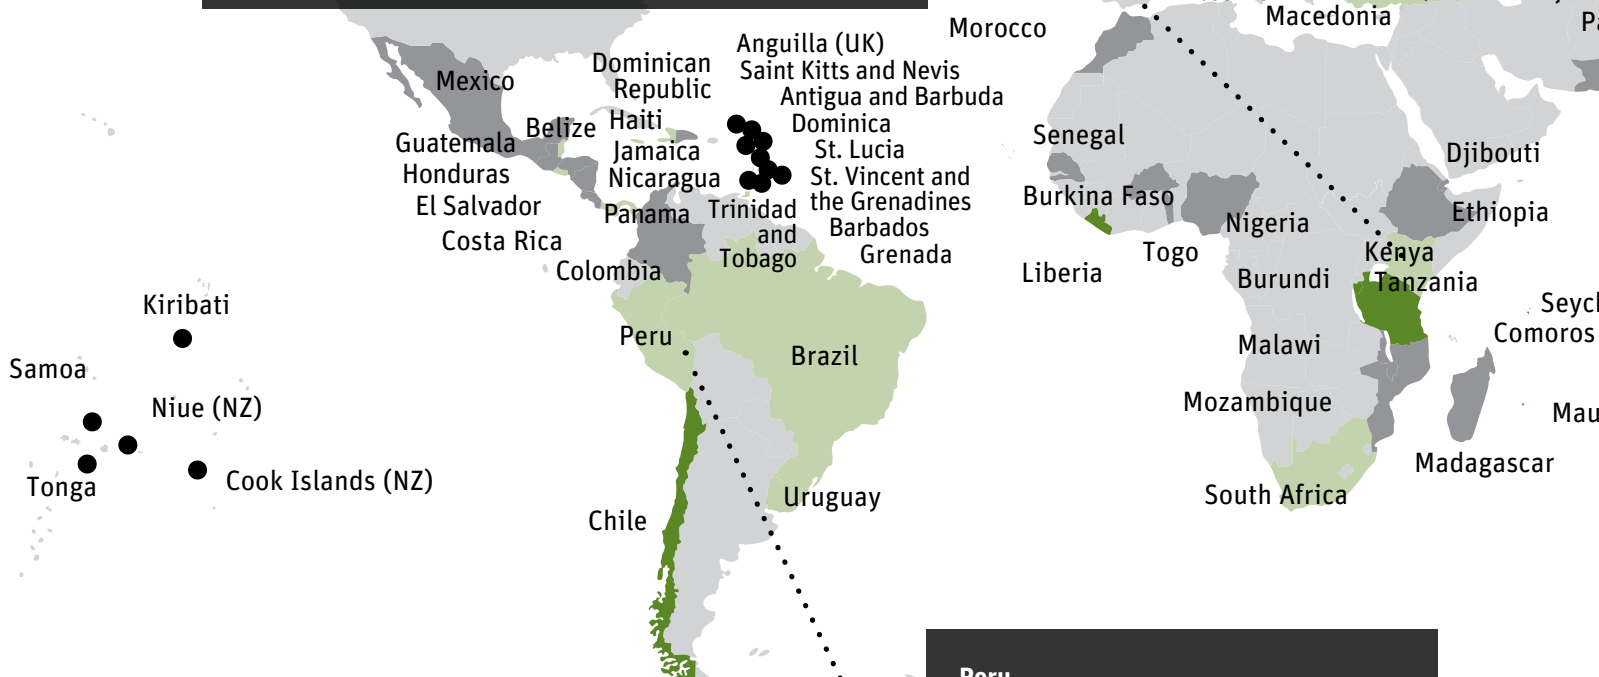 Morocco
Macedonia
Anguilla (UK)
Saint Kitts and Nevis
Antigua and Barbuda
Dominica
St. Lucia
St. Vincent and
the Grenadines
Barbados
Grenada
Dominican
Republic
Mexico
Belize
Haiti
Guatemala
Jamaica
Honduras
Nicaragua
El Salvador
Panama
Trinidad
and
Tobago
Costa Rica
Colombia
Senegal
Djibouti
Burkina Faso
Nigeria
Ethiopia
Togo
Kenya
Liberia
Burundi
Tanzania
Kiribati
Comoros
Peru
Malawi
Brazil
Samoa
Niue (NZ)
Mozambique
Madagascar
Tonga
Cook Islands (NZ)
Uruguay
South Africa
Chile
Peru